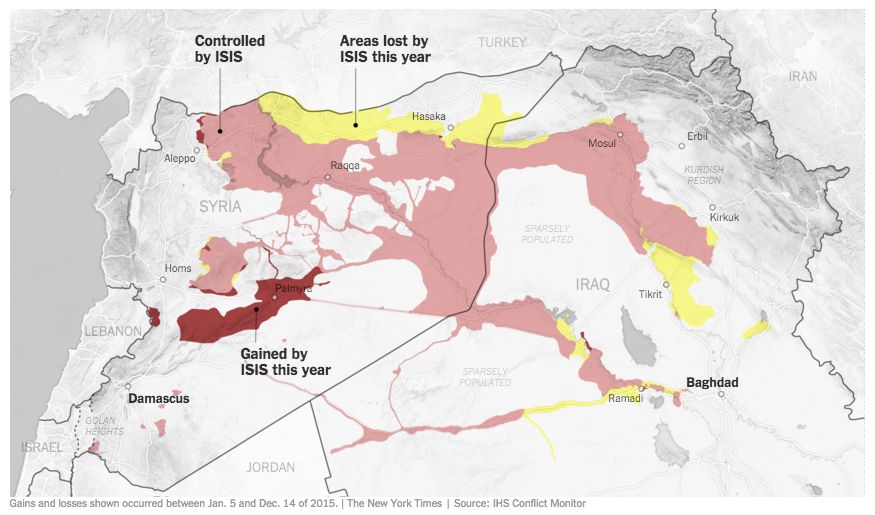 Controlled
by ISIS
Areas lost by
ISIS this year
TURKEY
IRAN
Hasaka
Mosul
Erbil
Aleppo
Raqqa
KURDISH
REGION
SYRIA
Kirkuk
SPARSELY
POPULATED
Homs
IRAQ
Palmyra
Tikrit
LEBANON
Gained by
ISIS this year
SPARSELY
POPULATED
Baghdad
Damascus
Ramadi
GOLAN
HEIGHTS
ISRAEL
JORDAN
Gains and losses shown occurred between Jan. 5 and Dec. 14 of 2015. | The New York Times | Source: IHS Conflict Monitor